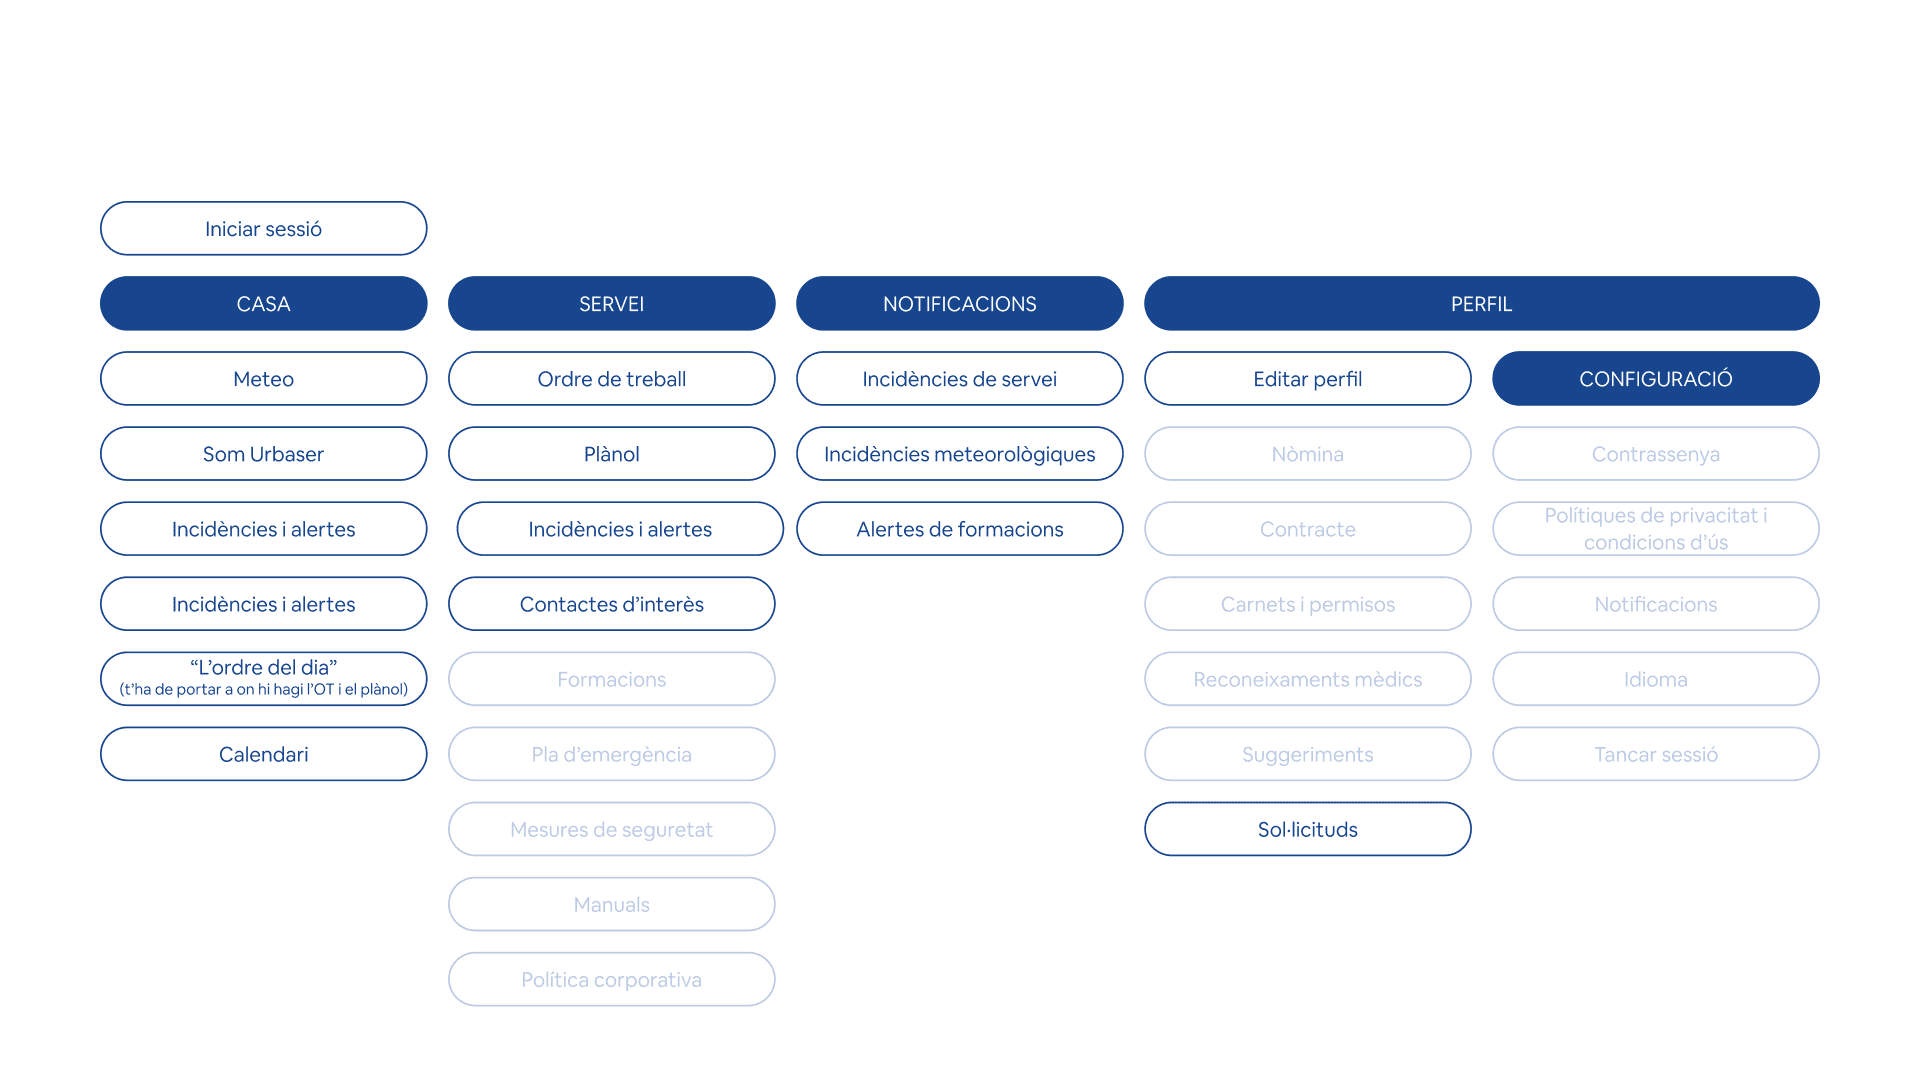 Iniciar sessió
CASA
Meteo
Som Urbaser
Incidències i alertes
Incidències i alertes
“L’ordre del dia”
(t’ha de portar a on hi hagi l’OT i el plànol)
Calendari
SERVEI
Ordre de treball
Plànol
Incidències i alertes
Contactes d’interès
Formacions
Pla d’emergència
Mesures de seguretat
Manuals
Política corporativa
NOTIFICACIONS
Incidències de servei
Incidències meteorològiques
Alertes de formacions
PERFIL
Editar perfil
Nòmina
Contracte
Carnets i permisos
Reconeixaments mèdics
Suggeriments
Sol·licituds
CONFIGURACIÓ
Contrassenya
Polítiques de privacitat i
condicions d’ús
Notificacions
Idioma
Tancar sessió